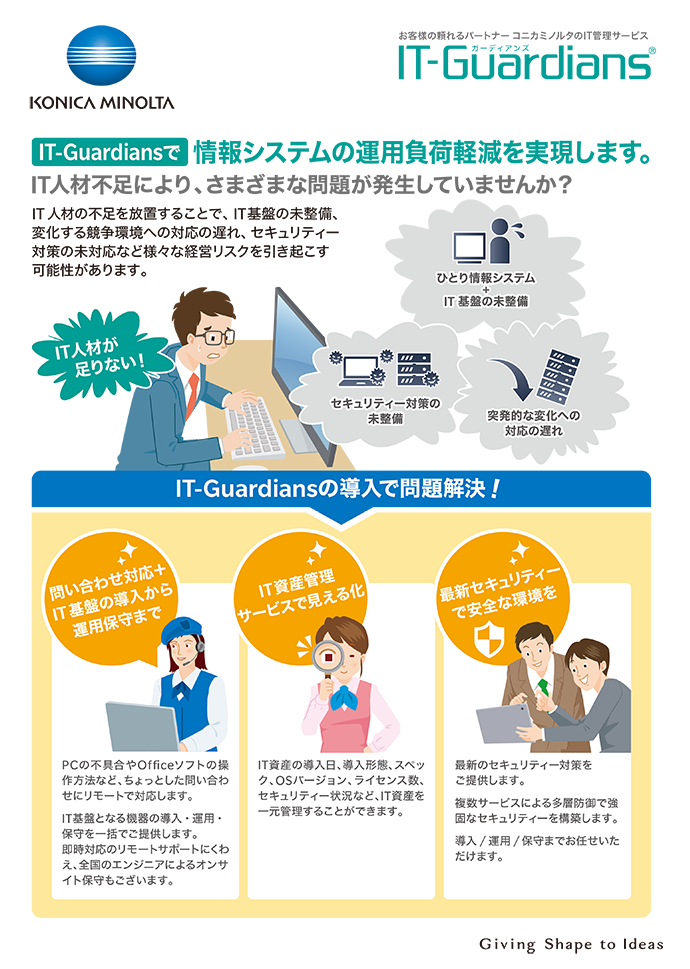 KONICA MINOLTA
お客様の頼れるパートナー コニカミノルタのIT管理サービス
ガーディアンズ
IT-Guardians®
IT-Guardiansで 情報システムの運用負荷軽減を実現します。
IT人材不足により、さまざまな問題が発生していませんか？
IT 人材の不足を放置することで、IT基盤の未整備、
変化する競争環境への対応の遅れ、セキュリティー
対策の未対応など様々な経営リスクを引き起こす
可能性があります。
ひとり情報システム
+
IT 基盤の未整備
IT人材が
足りない！
セキュリティー対策の
未整備
突発的な変化への
対応の遅れ
IT-Guardiansの導入で問題解決！
問い合わせ対応＋
IT 基盤の導入から
運用保守まで
IT資産管理
サービスで見える化
最新セキュリティー
で安全な環境を
PCの不具合やOfficeソフトの操
作方法など、ちょっとした問い合わ
せにリモートで対応します。
IT基盤となる機器の導入・運用・
保守を一括でご提供します。
即時対応のリモートサポートにくわ
え、全国のエンジニアによるオンサ
イト保守もございます。
IT資産の導入日、導入形態、スペッ
ク、OSバージョン、ライセンス数、
セキュリティー状況など、IT資産を
一元管理することができます。
最新のセキュリティー対策を
ご提供します。
複数サービスによる多層防御で強
固なセキュリティーを構築します。
導入 / 運用 / 保守までお任せいた
だけます。
Giving Shape to Ideas